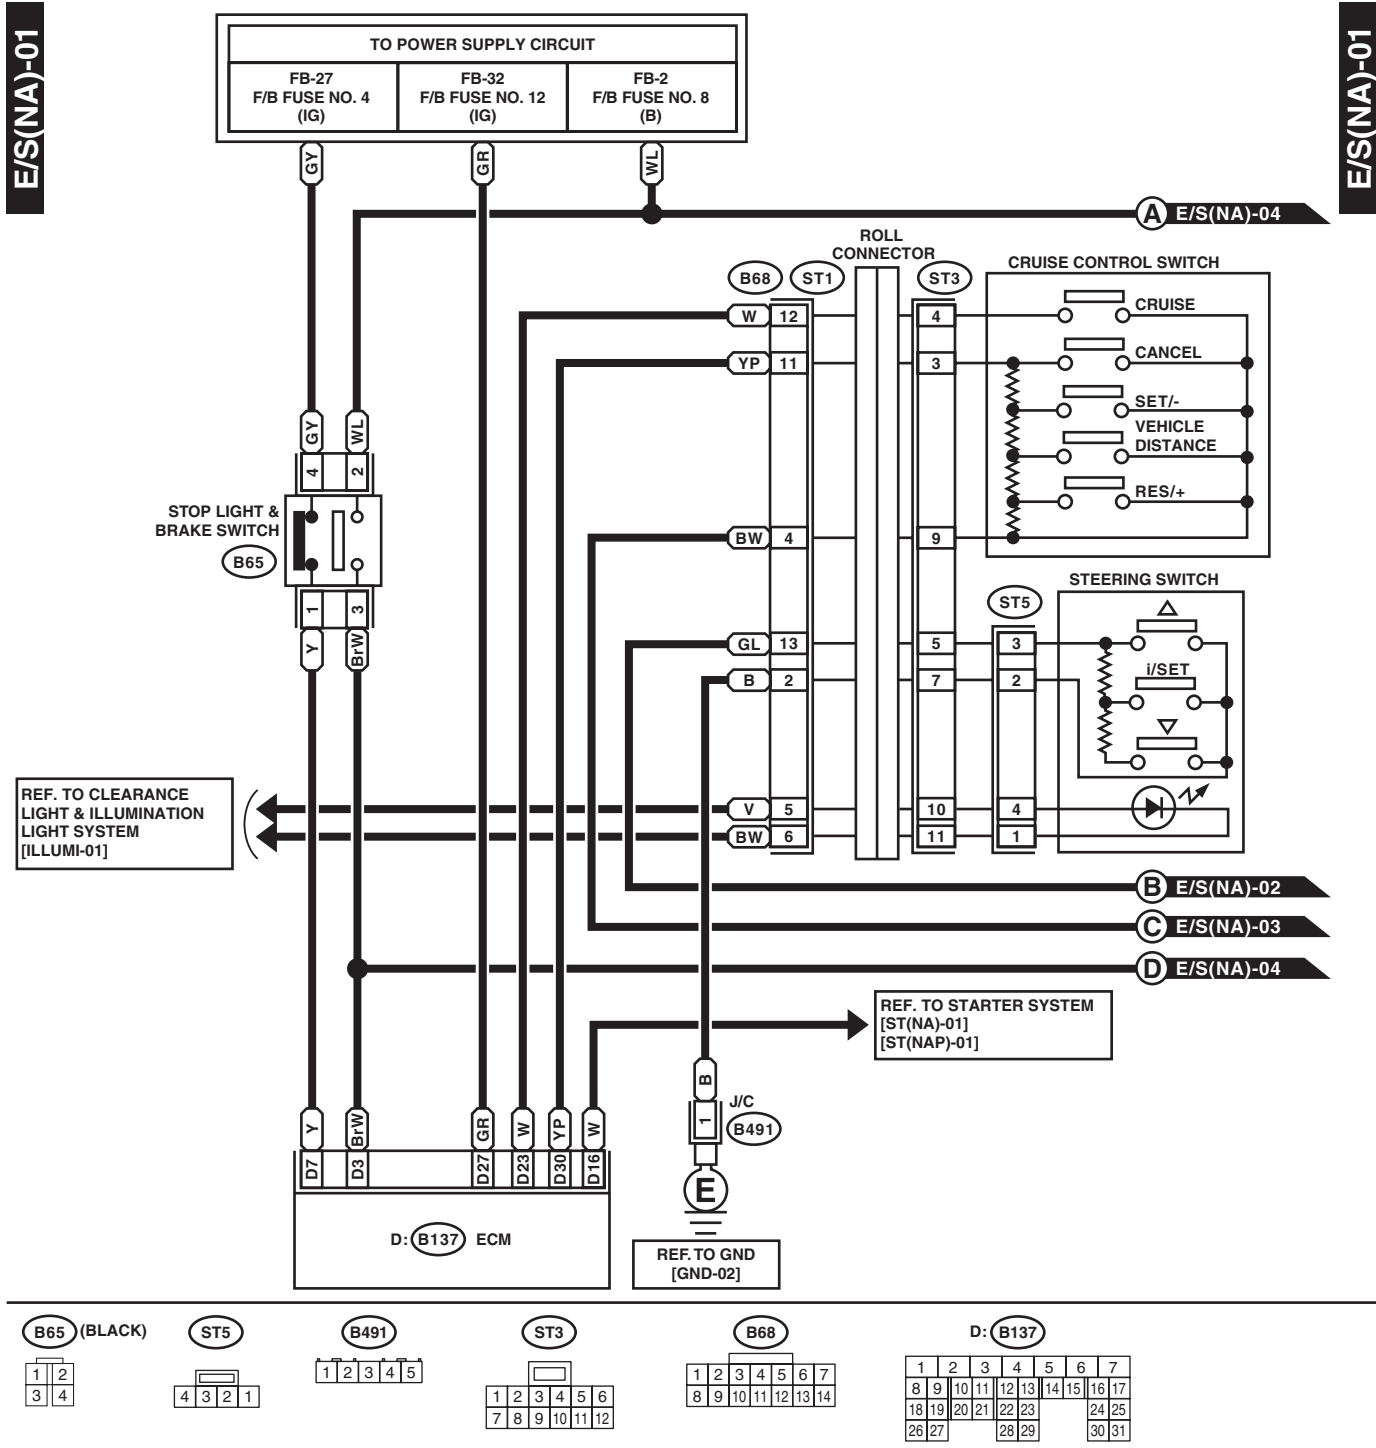 E/S(NA)-01
E/S(NA)-01
TO POWER SUPPLY CIRCUIT
FB-27
F/B FUSE NO. 4
(IG)
FB-32
F/B FUSE NO. 12
(IG)
FB-2
F/B FUSE NO. 8
(B)
GY
GR
WL
A E/S(NA)-04
ROLL
CONNECTOR
B68
ST1
ST3
CRUISE CONTROL SWITCH
W 12
4
CRUISE
YP 11
3
CANCEL
SET/-
VEHICLE
DISTANCE
RES/+
GY
WL
4
2
STOP LIGHT &
BRAKE SWITCH
B65
BW 4
9
1
3
Y
BrW
STEERING SWITCH
ST5
GL 13
5
3
i/SET
B 2
7
2
REF. TO CLEARANCE
LIGHT & ILLUMINATION
LIGHT SYSTEM
[ILLUMI-01]
V 5
10
4
BW 6
11
1
B E/S(NA)-02
C E/S(NA)-03
D E/S(NA)-04
REF. TO STARTER SYSTEM
[ST(NA)-01]
[ST(NAP)-01]
B
J/C
1
B491
E
REF. TO GND
[GND-02]
Y
BrW
GR
W
YP
W
D7
D3
D27
D23
D30
D16
D: B137 ECM
B65 (BLACK)
1 2
3 4
ST5
4 3 2 1
B491
1 2 3 4 5
ST3
1 2 3 4 5 6
7 8 9 10 11 12
B68
1 2 3 4 5 6 7
8 9 10 11 12 13 14
D: B137
1 2 3 4 5 6 7
8 9 10 11 12 13 14 15 16 17
18 19 20 21 22 23 24 25
26 27 28 29 30 31